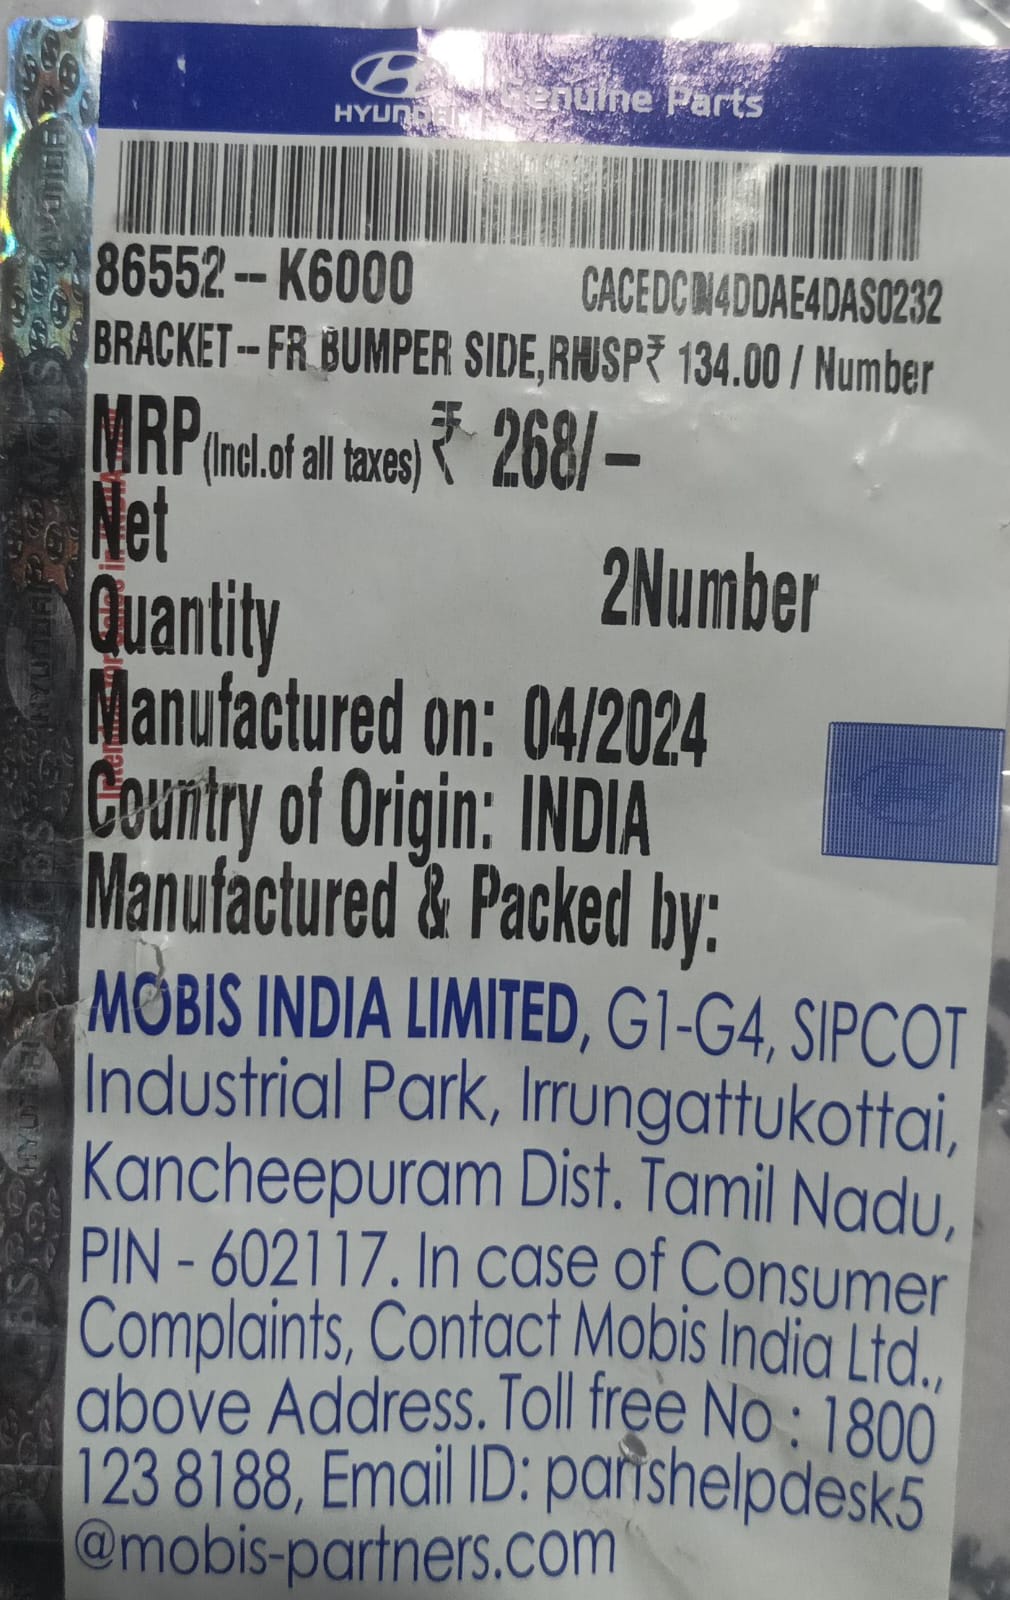 HYUNDAI Genuine Parts
86552-K6000 CACEDCN4DDAE4DAS0232
BRACKET-FR BUMPER SIDE,RH USP₹ 134.00 / Number
MRP(Incl.of all taxes) ₹ 268/-
Net
Quantity 2Number
Manufactured on: 04/2024
Country of Origin: INDIA
Manufactured & Packed by:
MOBIS INDIA LIMITED, G1-G4, SIPCOT
Industrial Park, Irrungattukottai,
Kancheepuram Dist. Tamil Nadu,
PIN - 602117. In case of Consumer
Complaints, Contact Mobis India Ltd.,
above Address. Toll free No : 1800
123 8188, Email ID: partshelpdesk5
@mobis-partners.com